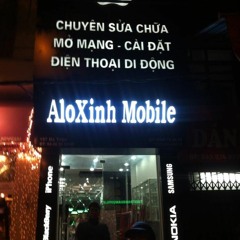 CHUYÊN SỬA CHỮA
MỞ MẠNG - CÀI ĐẶT
ĐIỆN THOẠI DI ĐỘNG
AloXinh Mobile
iPhone
BlackBerry
SAMSUNG
NOKIA